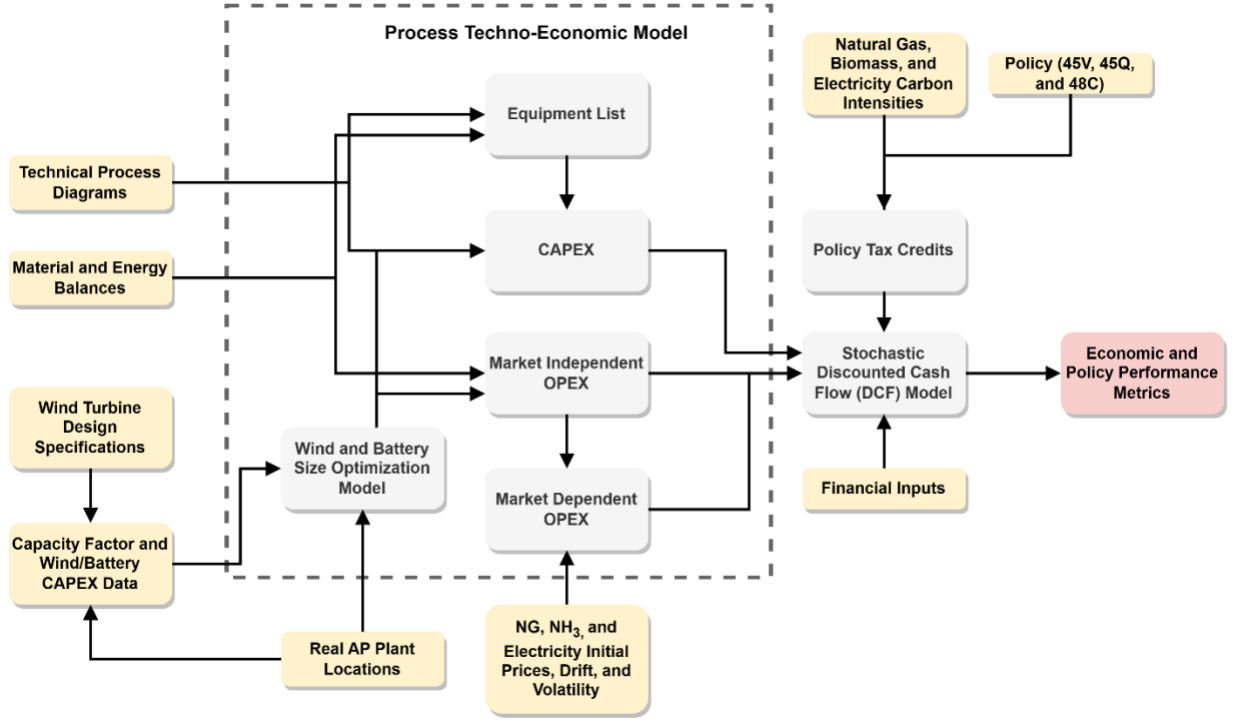 Process Techno-Economic Model
Natural Gas,
Biomass, and
Electricity Carbon
Intensities
Policy (45V, 45Q,
and 48C)
Equipment List
Technical Process
Diagrams
CAPEX
Policy Tax Credits
Material and Energy
Balances
Market Independent
OPEX
Stochastic
Discounted Cash
Flow (DCF) Model
Economic and
Policy Performance
Metrics
Wind Turbine
Design
Specifications
Wind and Battery
Size Optimization
Model
Market Dependent
OPEX
Financial Inputs
Capacity Factor and
Wind/Battery
CAPEX Data
Real AP Plant
Locations
NG, NH3, and
Electricity Initial
Prices, Drift, and
Volatility